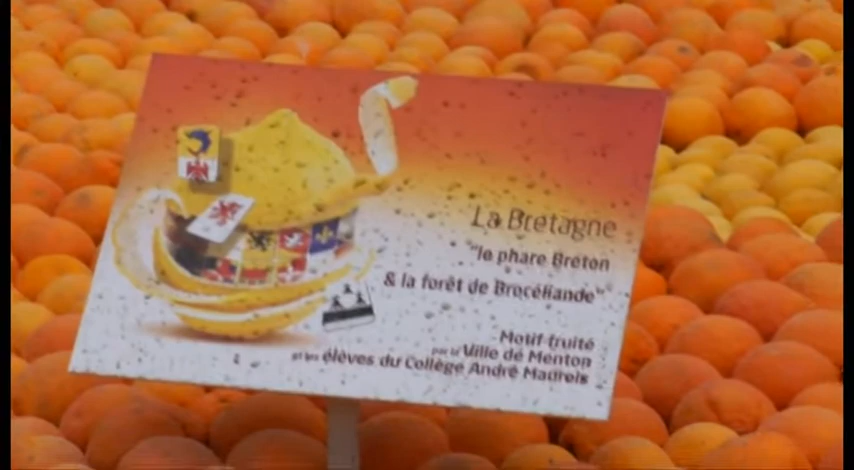 La Bretagne
"le phare Breton
& la forêt de Brocéliande"
Motif fruité
par la Ville de Menton
et les élèves du Collège André Maurois